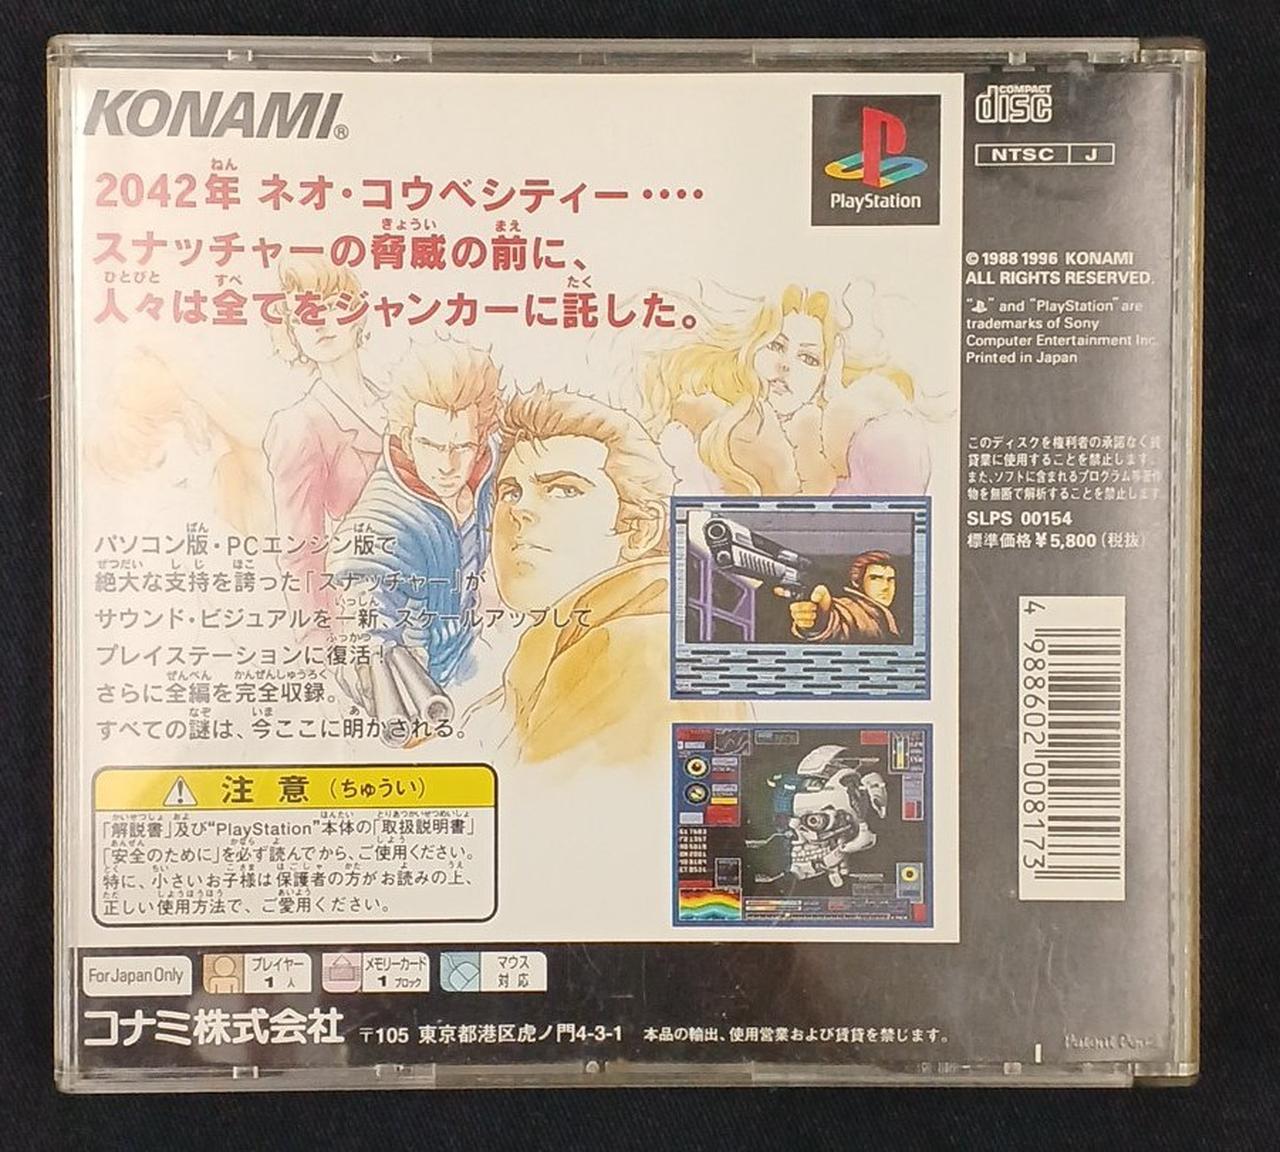 KONAMI®
2042年 ネオ・コウベシティー‥‥
スナッチャーの脅威の前に、
人々は全てをジャンカーに託した。
パソコン版・PCエンジン版で
絶大な支持を誇った「スナッチャー」が
サウンド・ビジュアルを一新、スケールアップして
プレイステーションに復活!
さらに全編を完全収録。
すべての謎は、今ここに明かされる。
注意(ちゅうい)
「解説書」及び"PlayStation"本体の「取扱説明書」
「安全のために」を必ず読んでから、ご使用ください。
特に、小さいお子様は保護者の方がお読みの上、
正しい使用方法で、ご愛用ください。
PlayStation
COMPACT
disc
NTSC J
© 1988 1996 KONAMI
ALL RIGHTS RESERVED.
" " and "PlayStation" are
trademarks of Sony
Computer Entertainment Inc.
Printed in Japan
このディスクを権利者の承諾なく賃
貸業に使用することを禁止します。
また、ソフトに含まれるプログラム等著作
物を無断で解析することを禁止します
SLPS 00154
標準価格¥5,800(税抜)
4 988602 008173
For Japan Only
プレイヤー
1人
メモリーカード
1ブロック
マウス
対応
コナミ株式会社 〒105 東京都港区虎ノ門4-3-1 本品の輸出、使用営業および賃貸を禁じます。